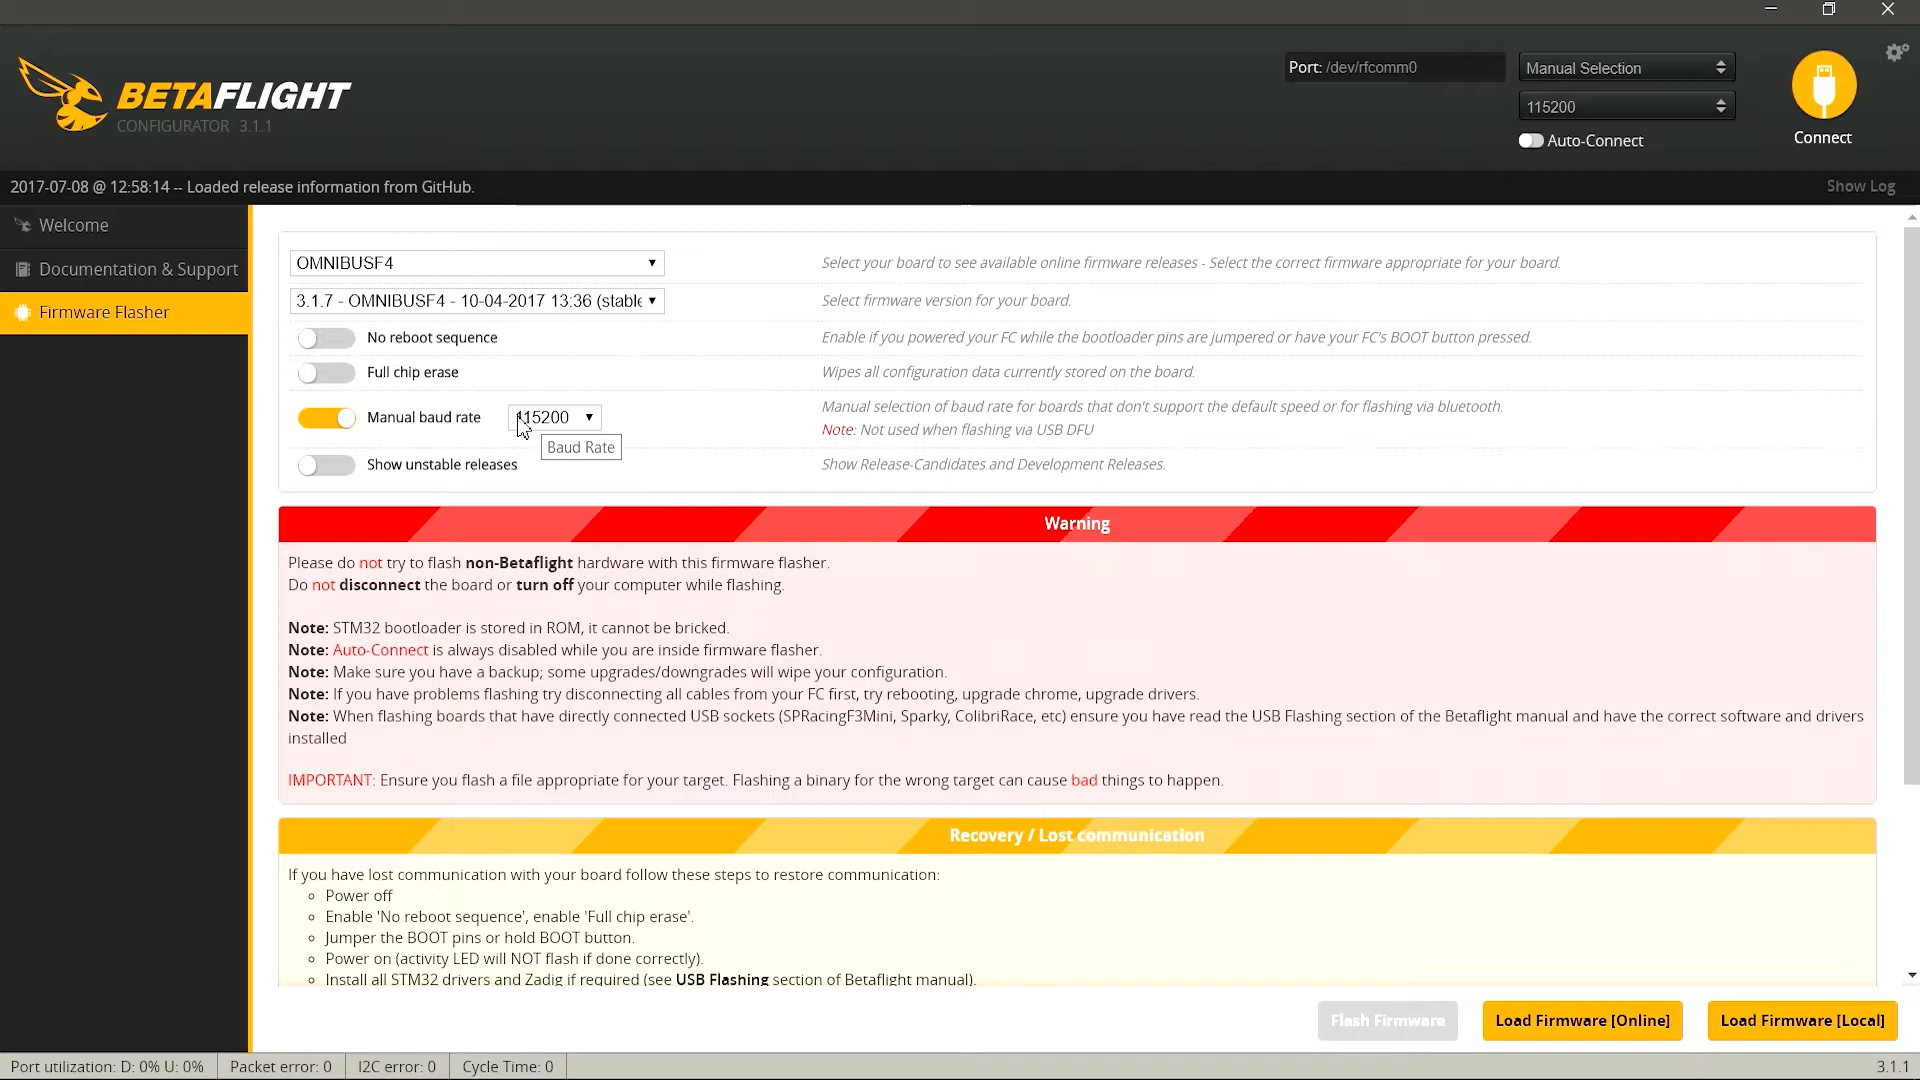 BETAFLIGHT
CONFIGURATOR 3.1.1
Port: /dev/rfcomm0
Manual Selection
115200
Auto-Connect
Connect
2017-07-08 @ 12:58:14 -- Loaded release information from GitHub.
Show Log
Welcome
Documentation & Support
Firmware Flasher
OMNIBUSF4
Select your board to see available online firmware releases - Select the correct firmware appropriate for your board.
3.1.7 - OMNIBUSF4 - 10-04-2017 13:36 (stable
Select firmware version for your board.
No reboot sequence
Enable if you powered your FC while the bootloader pins are jumpered or have your FC's BOOT button pressed.
Full chip erase
Wipes all configuration data currently stored on the board.
Manual baud rate
115200
Manual selection of baud rate for boards that don't support the default speed or for flashing via bluetooth.
Note: Not used when flashing via USB DFU
Baud Rate
Show unstable releases
Show Release-Candidates and Development Releases.
Warning
Please do not try to flash non-Betaflight hardware with this firmware flasher.
Do not disconnect the board or turn off your computer while flashing.
Note: STM32 bootloader is stored in ROM, it cannot be bricked.
Note: Auto-Connect is always disabled while you are inside firmware flasher.
Note: Make sure you have a backup; some upgrades/downgrades will wipe your configuration.
Note: If you have problems flashing try disconnecting all cables from your FC first, try rebooting, upgrade chrome, upgrade drivers.
Note: When flashing boards that have directly connected USB sockets (SPRacingF3Mini, Sparky, ColibriRace, etc) ensure you have read the USB Flashing section of the Betaflight manual and have the correct software and drivers
installed
IMPORTANT: Ensure you flash a file appropriate for your target. Flashing a binary for the wrong target can cause bad things to happen.
Recovery / Lost communication
If you have lost communication with your board follow these steps to restore communication:
Power off
Enable 'No reboot sequence', enable 'Full chip erase'.
Jumper the BOOT pins or hold BOOT button.
Power on (activity LED will NOT flash if done correctly).
Install all STM32 drivers and Zadig if required (see USB Flashing section of Betaflight manual).
Flash Firmware
Load Firmware [Online]
Load Firmware [Local]
Port utilization: D: 0% U: 0%
Packet error: 0
I2C error: 0
Cycle Time: 0
3.1.1